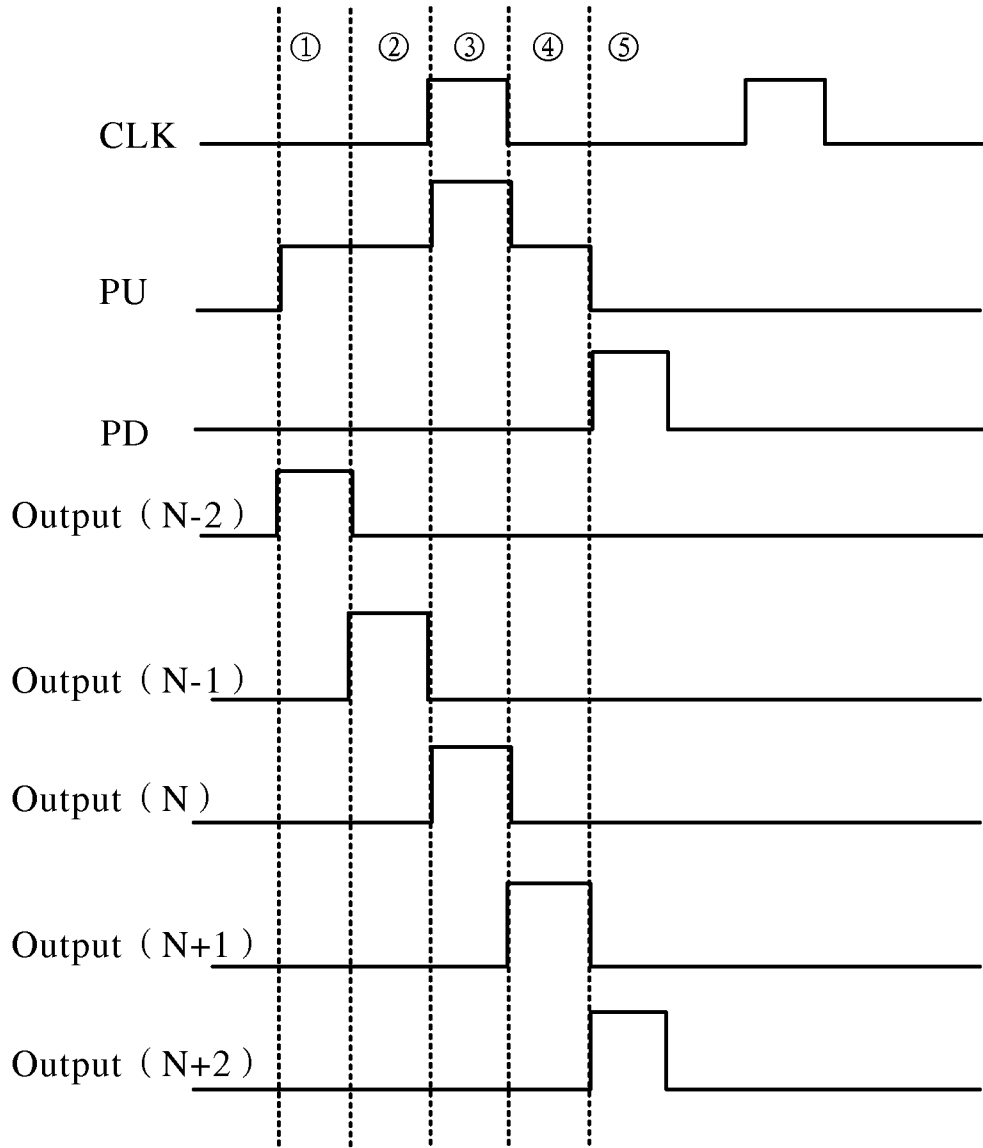 ① ② ③ ④ ⑤
CLK
PU
PD
Output（N-2）
Output（N-1）
Output（N）
Output（N+1）
Output（N+2）